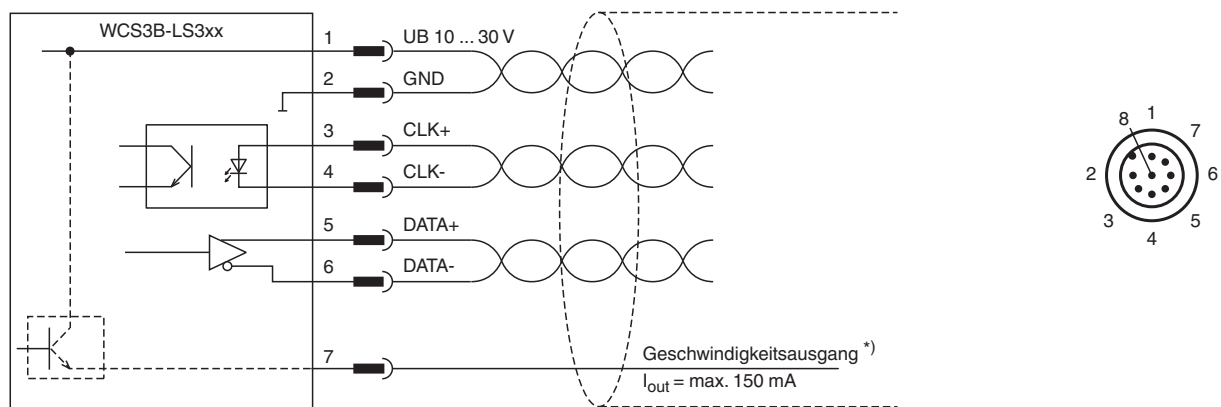 WCS3B-LS3xx
1 UB 10 ... 30 V
2 GND
3 CLK+
4 CLK-
5 DATA+
6 DATA-
7 Geschwindigkeitsausgang *)
Iout = max. 150 mA
8 1 7
2 6
3 5
4